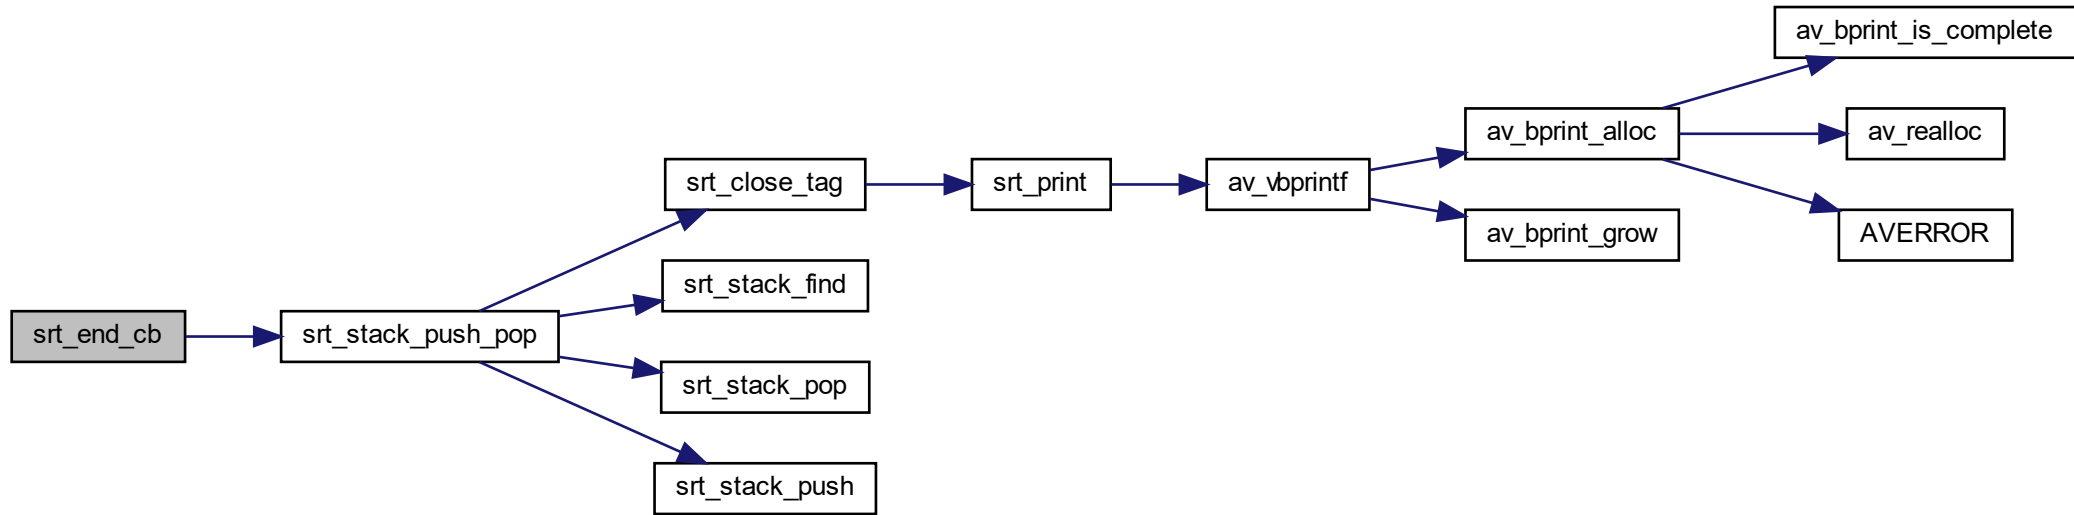 av_bprint_is_complete
av_bprint_alloc
av_realloc
srt_close_tag
srt_print
av_vbprintf
av_bprint_grow
AVERROR
srt_stack_find
srt_end_cb
srt_stack_push_pop
srt_stack_pop
srt_stack_push